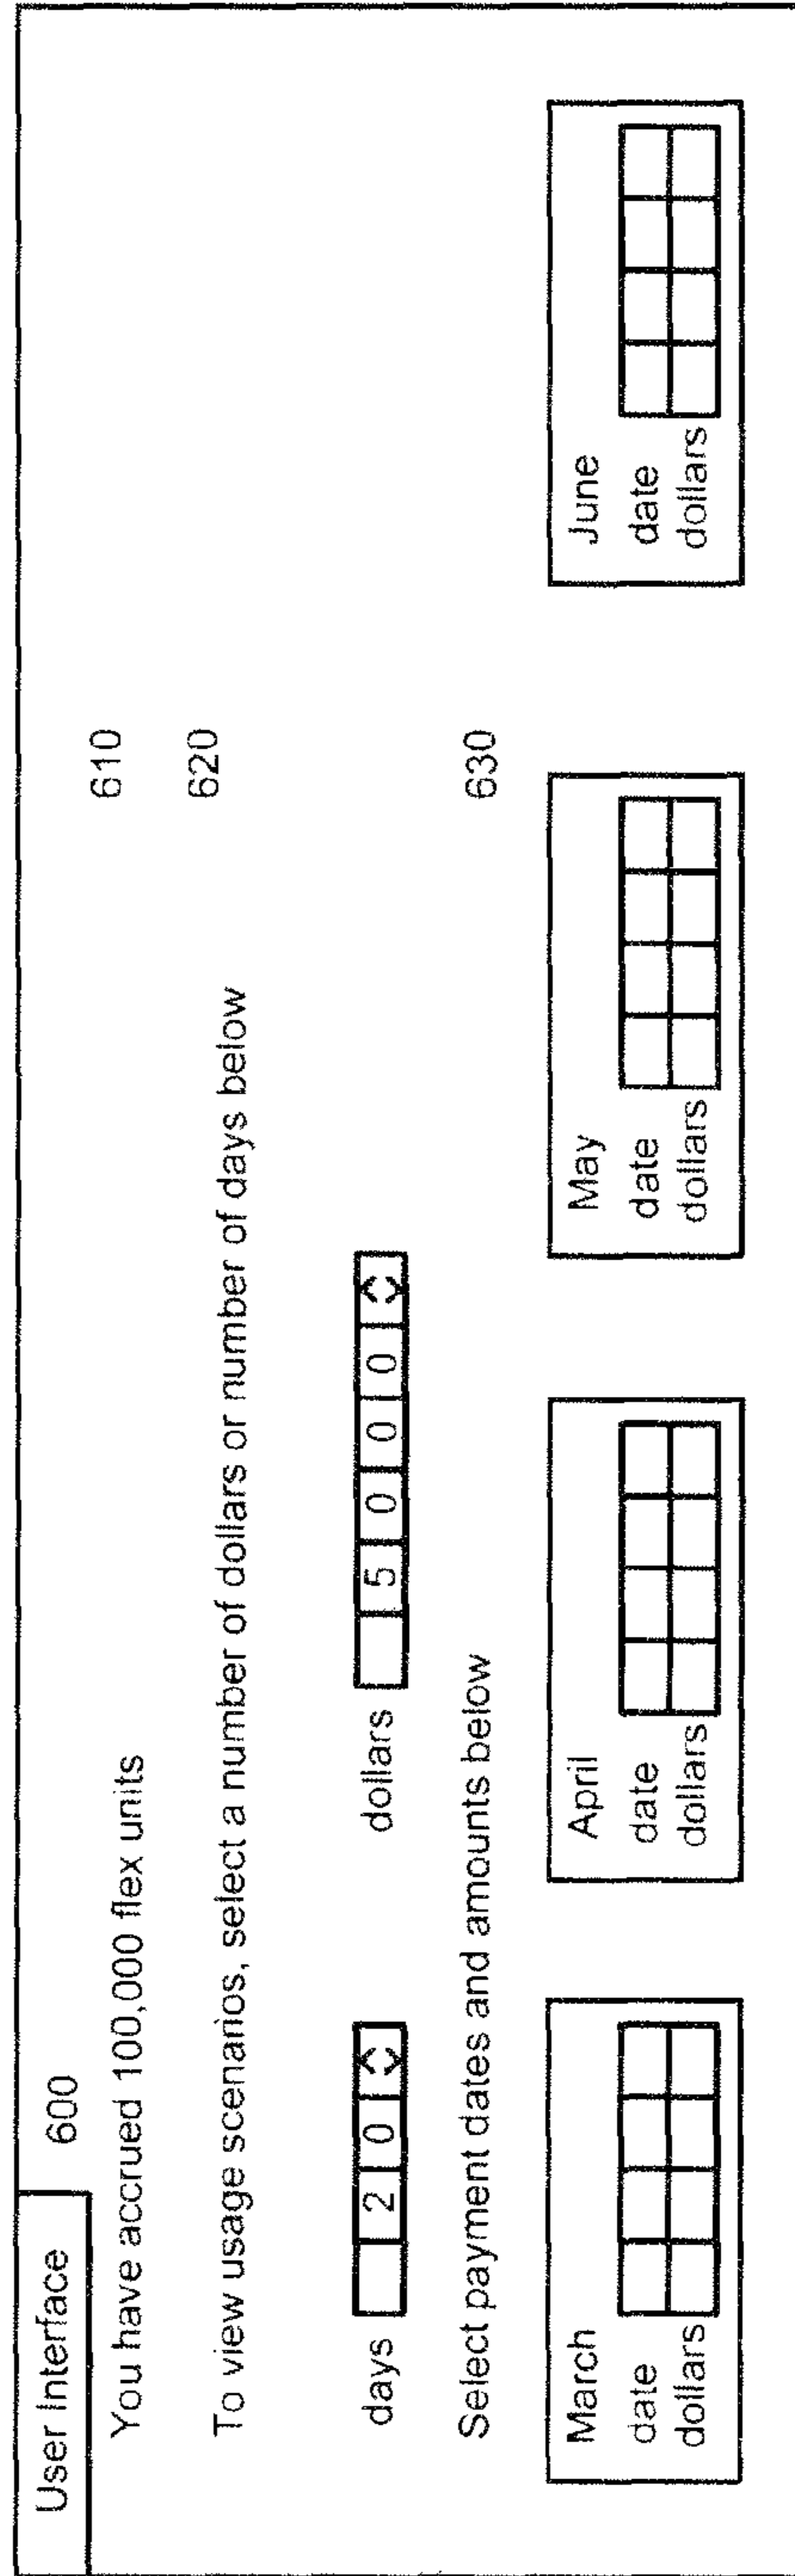 User Interface 600
You have accrued 100,000 flex units 610
To view usage scenarios, select a number of dollars or number of days below 620
days 2 0 <> dollars 5 0 0 0 <>
Select payment dates and amounts below 630
March April May June
date date date date
dollars dollars dollars dollars